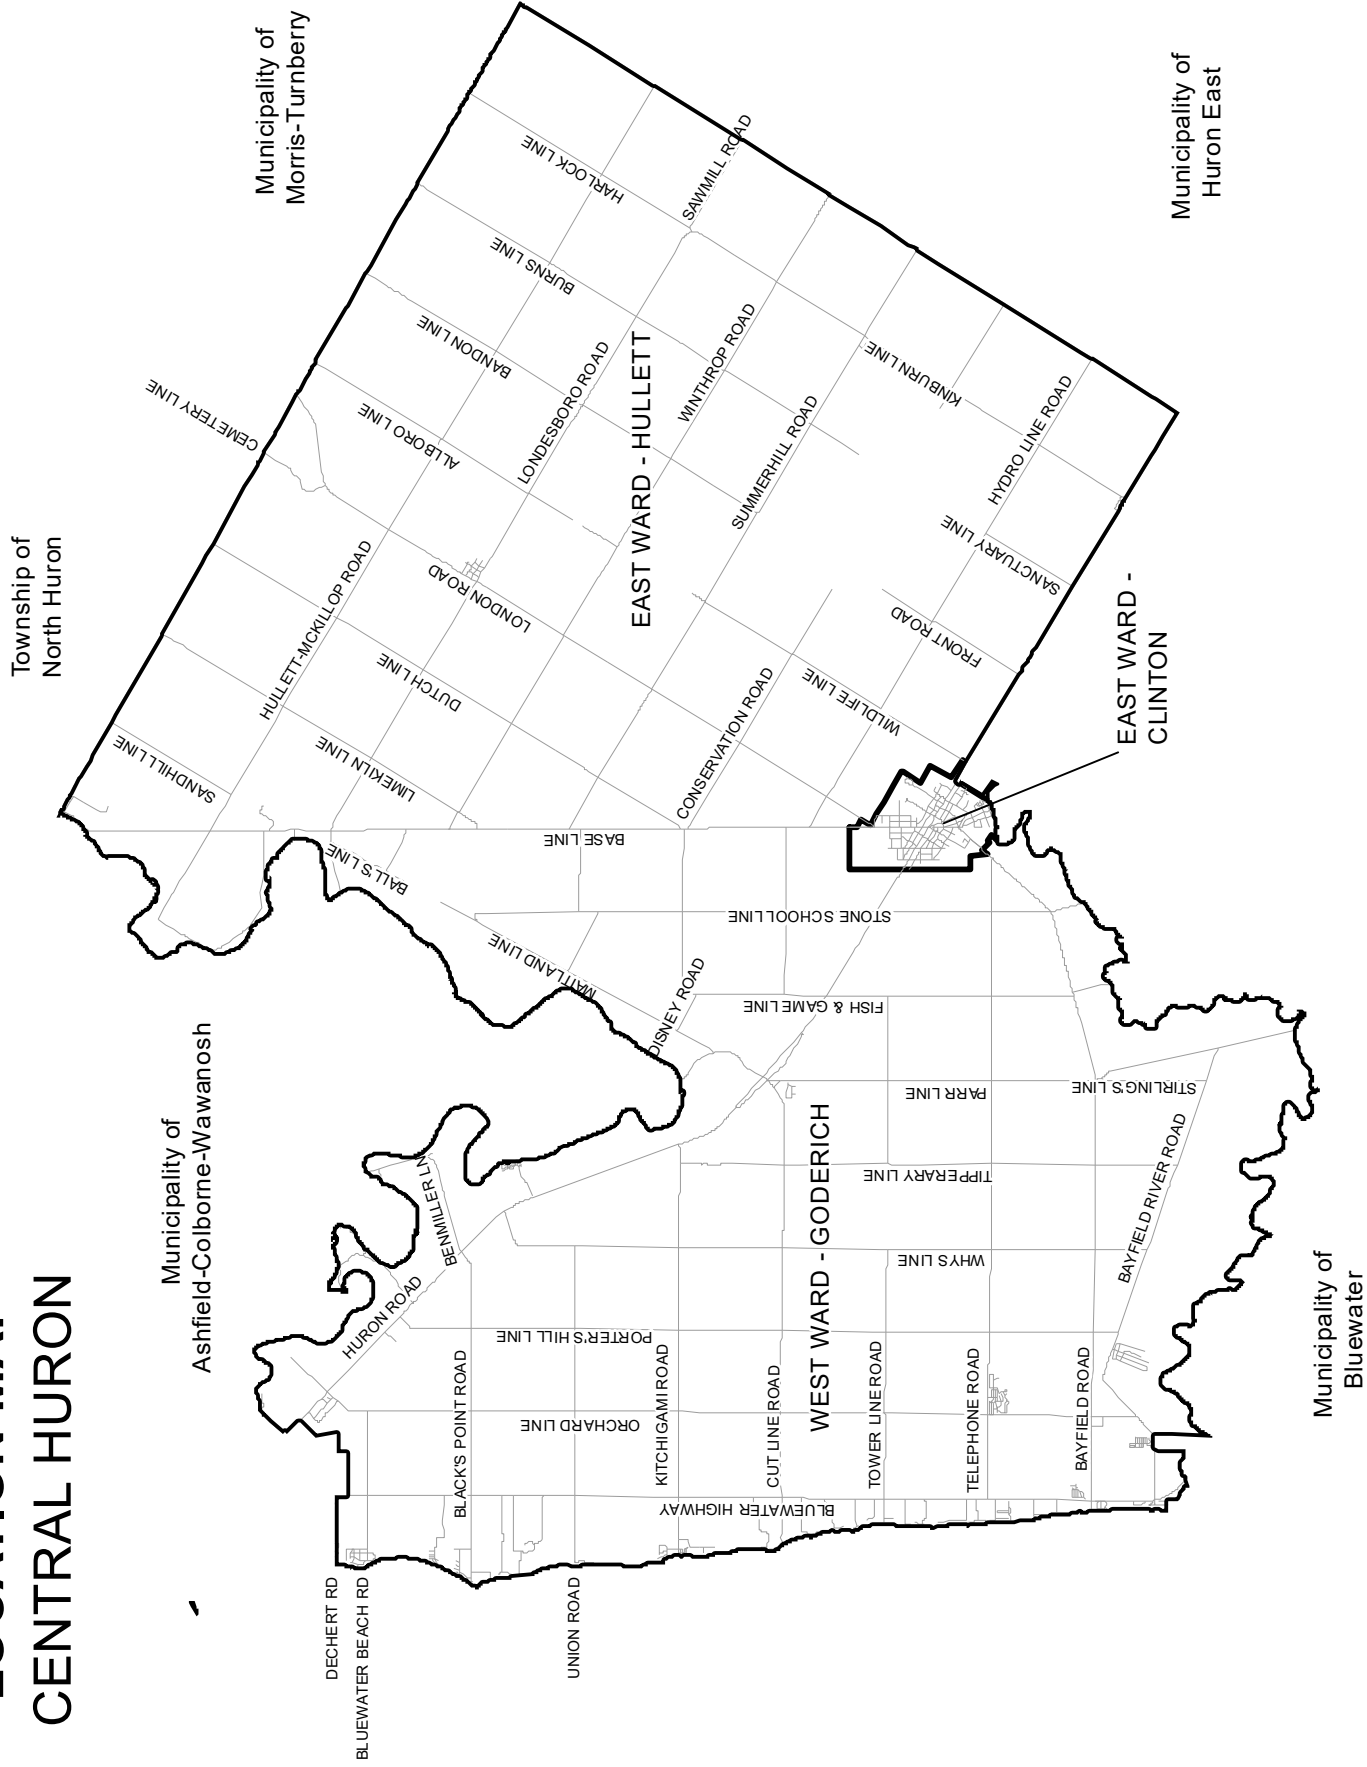 LOCATION MAP
CENTRAL HURON
Township of
North Huron
Municipality of
Morris-Turnberry
Municipality of
Ashfield-Colborne-Wawanosh
Municipality of
Huron East
Municipality of
Bluewater
EAST WARD - HULLETT
EAST WARD -
CLINTON
WEST WARD - GODERICH
CEMETERY LINE
HARLOCK LINE
SAWMILL ROAD
BURNS LINE
BANDON LINE
ALLBORO LINE
LONDESBORO ROAD
WINTHROP ROAD
SUMMERHILL ROAD
KINBURN LINE
HYDRO LINE ROAD
SANCTUARY LINE
FRONT ROAD
WILDLIFE LINE
CONSERVATION ROAD
LONDON ROAD
HULLETT-MCKILLOP ROAD
DUTCH LINE
LIMEKILN LINE
SANDHILL LINE
BASE LINE
BALL'S LINE
MAITLAND LINE
STONE SCHOOL LINE
DISNEY ROAD
FISH & GAME LINE
PARR LINE
STIRLING'S LINE
TIPPERARY LINE
BAYFIELD RIVER ROAD
BENMILLER LN
WHYS LINE
HURON ROAD
PORTER'S HILL LINE
BLACK'S POINT ROAD
ORCHARD LINE
KITCHIGAMI ROAD
CUT LINE ROAD
TOWER LINE ROAD
TELEPHONE ROAD
BAYFIELD ROAD
BLUEWATER HIGHWAY
DECHERT RD
BLUEWATER BEACH RD
UNION ROAD